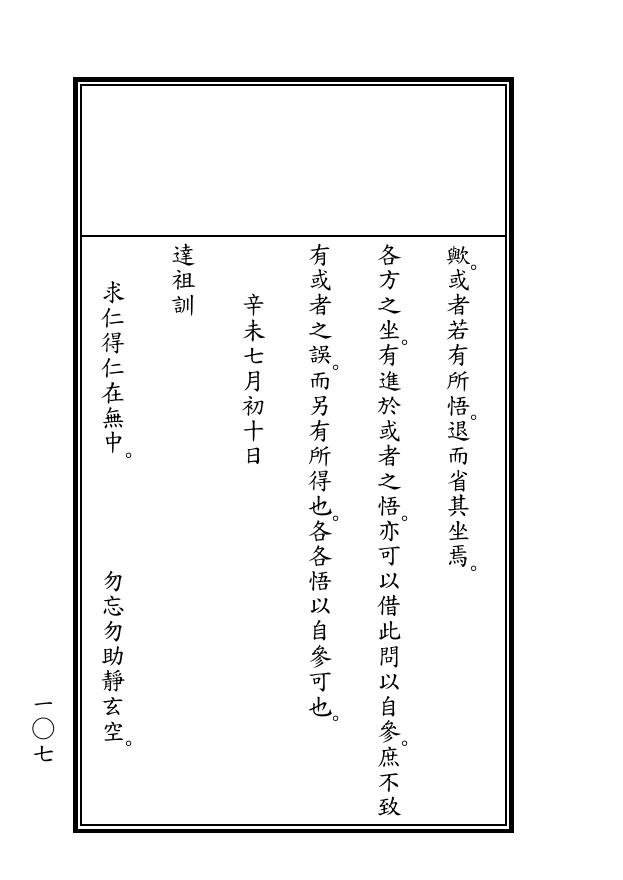 歟。或者若有所悟。退而省其坐焉。
各方之坐。有進於或者之悟。亦可以借此問以自參。庶不致
有或者之誤。而另有所得也。各各悟以自參可也。
辛未七月初十日
達祖訓
求仁得仁在無中。 勿忘勿助靜玄空。
一〇七